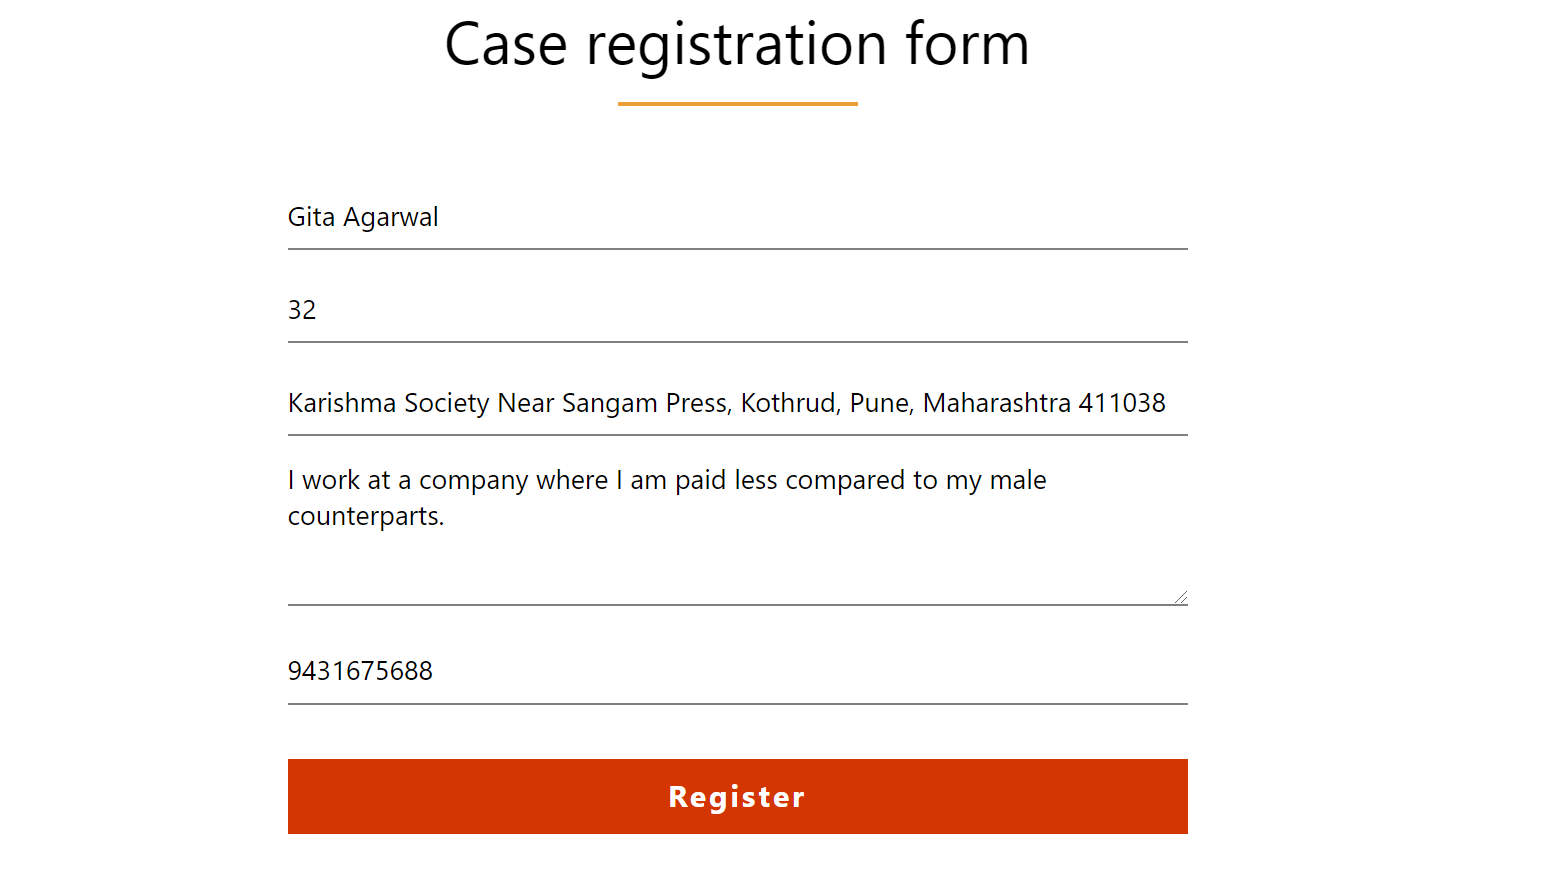 Case registration form
Gita Agarwal
32
Karishma Society Near Sangam Press, Kothrud, Pune, Maharashtra 411038
I work at a company where I am paid less compared to my male
counterparts.
9431675688
Register